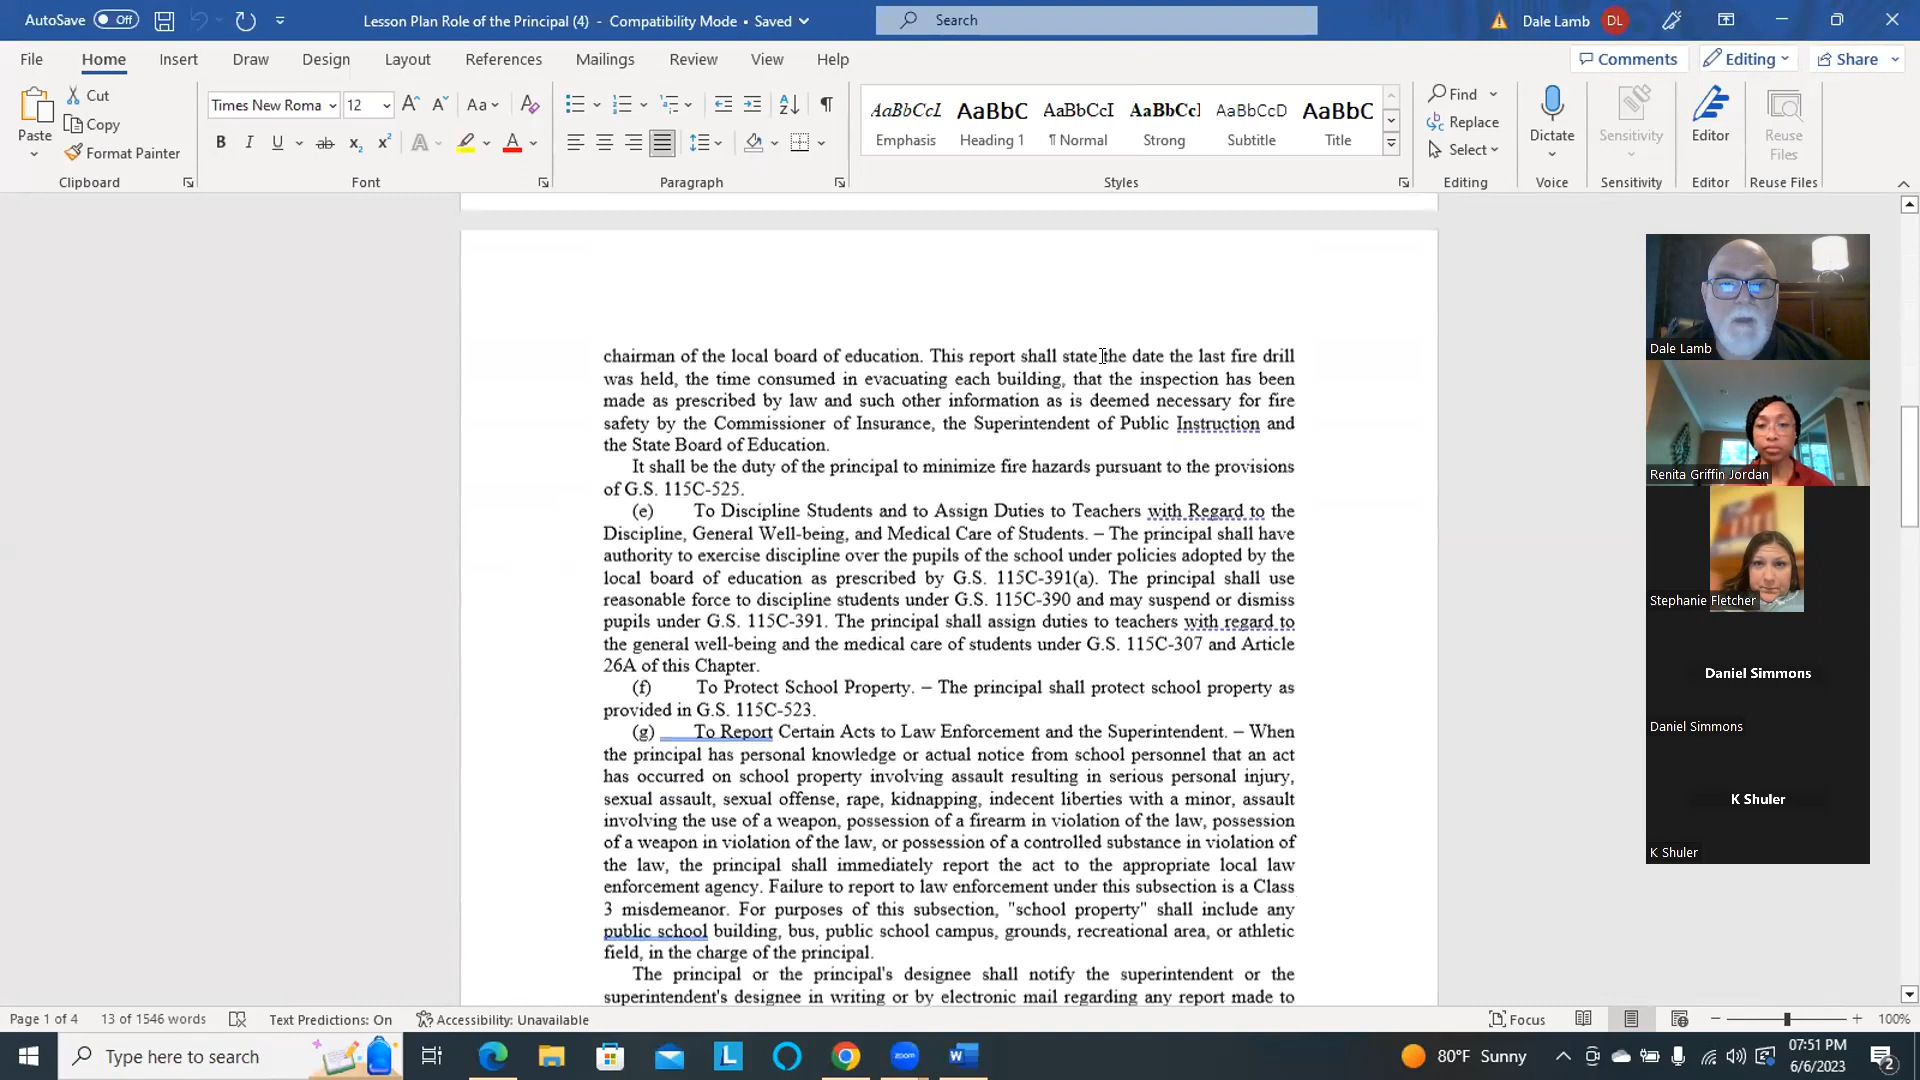 AutoSave Off Lesson Plan Role of the Principal (4) - Compatibility Mode • Saved Search Dale Lamb DL
File Home Insert Draw Design Layout References Mailings Review View Help Comments Editing Share
Paste Cut Copy Format Painter
Times New Roma 12 Aa
B I U ab x₂ x² A A
AaBbCcI AaBbC AaBbCcI AaBbCcI AaBbCcD AaBbC
Emphasis Heading 1 ¶ Normal Strong Subtitle Title
Find Replace Select
Dictate Sensitivity Editor Reuse Files
Clipboard Font Paragraph Styles Editing Voice Sensitivity Editor Reuse Files
chairman of the local board of education. This report shall state the date the last fire drill
was held, the time consumed in evacuating each building, that the inspection has been
made as prescribed by law and such other information as is deemed necessary for fire
safety by the Commissioner of Insurance, the Superintendent of Public Instruction and
the State Board of Education.
It shall be the duty of the principal to minimize fire hazards pursuant to the provisions
of G.S. 115C-525.
(e) To Discipline Students and to Assign Duties to Teachers with Regard to the
Discipline, General Well-being, and Medical Care of Students. – The principal shall have
authority to exercise discipline over the pupils of the school under policies adopted by the
local board of education as prescribed by G.S. 115C-391(a). The principal shall use
reasonable force to discipline students under G.S. 115C-390 and may suspend or dismiss
pupils under G.S. 115C-391. The principal shall assign duties to teachers with regard to
the general well-being and the medical care of students under G.S. 115C-307 and Article
26A of this Chapter.
(f) To Protect School Property. – The principal shall protect school property as
provided in G.S. 115C-523.
(g) To Report Certain Acts to Law Enforcement and the Superintendent. – When
the principal has personal knowledge or actual notice from school personnel that an act
has occurred on school property involving assault resulting in serious personal injury,
sexual assault, sexual offense, rape, kidnapping, indecent liberties with a minor, assault
involving the use of a weapon, possession of a firearm in violation of the law, possession
of a weapon in violation of the law, or possession of a controlled substance in violation of
the law, the principal shall immediately report the act to the appropriate local law
enforcement agency. Failure to report to law enforcement under this subsection is a Class
3 misdemeanor. For purposes of this subsection, "school property" shall include any
public school building, bus, public school campus, grounds, recreational area, or athletic
field, in the charge of the principal.
The principal or the principal's designee shall notify the superintendent or the
superintendent's designee in writing or by electronic mail regarding any report made to
Dale Lamb
Renita Griffin Jordan
Stephanie Fletcher
Daniel Simmons
Daniel Simmons
K Shuler
K Shuler
Page 1 of 4 13 of 1546 words Text Predictions: On Accessibility: Unavailable Focus 100%
Type here to search L zoom W 80°F Sunny 07:51 PM
6/6/2023 2